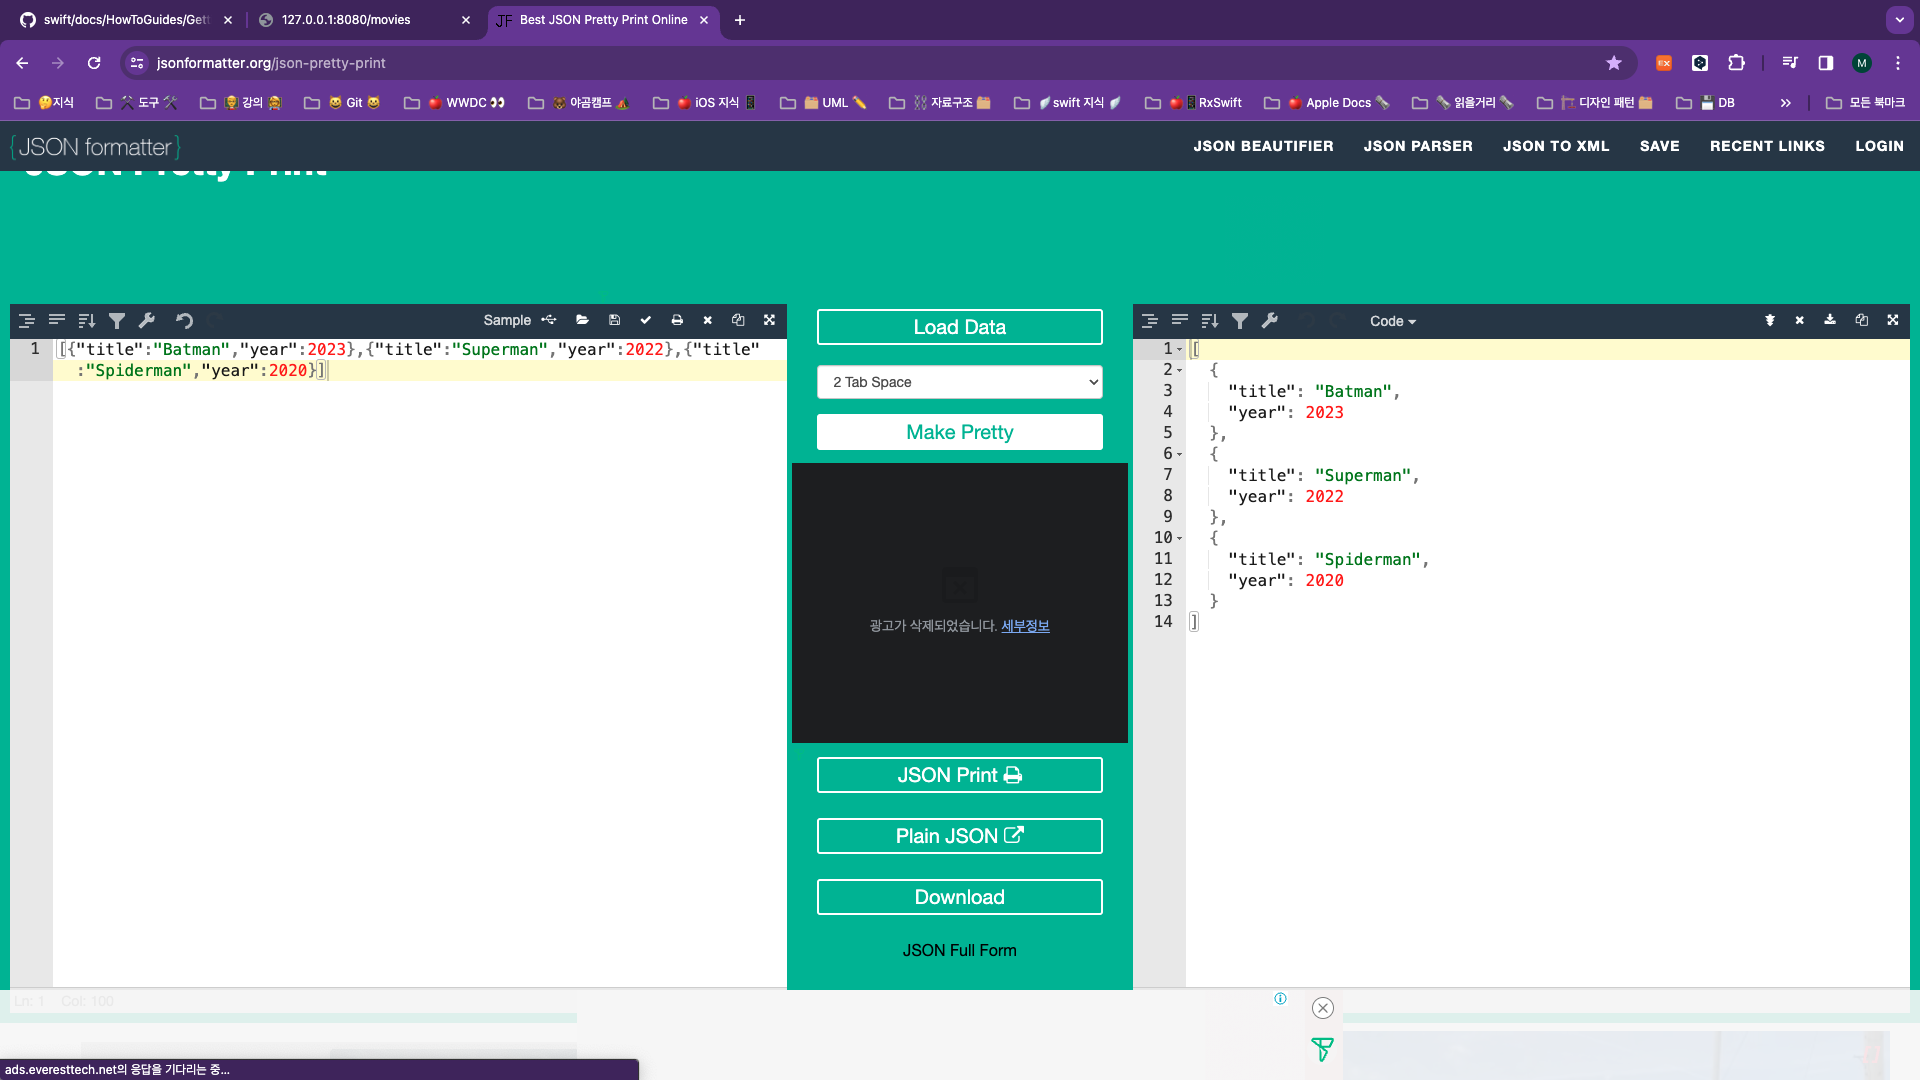 swift/docs/HowToGuides/Gett
127.0.0.1:8080/movies
Best JSON Pretty Print Online
jsonformatter.org/json-pretty-print
M
🤔지식
🛠️ 도구 🛠️
👩‍🏫 강의 👩‍🏫
😺 Git 😺
🍎 WWDC 👀
🐻 야곰캠프 🏕️
🍎 iOS 지식 📱
🗂️ UML ✏️
⛓️ 자료구조 🗂️
🕊️ swift 지식 🕊️
🍎📱RxSwift
🍎 Apple Docs 🔦
🔦 읽을거리 🔦
🏗️ 디자인 패턴 🗂️
💾 DB
모든 북마크
{JSON formatter}
JSON BEAUTIFIER
JSON PARSER
JSON TO XML
SAVE
RECENT LINKS
LOGIN
JSON Pretty Print
Sample
1 [{"title":"Batman","year":2023},{"title":"Superman","year":2022},{"title"
:"Spiderman","year":2020}]
Ln: 1 Col: 100
Load Data
2 Tab Space
Make Pretty
광고가 삭제되었습니다. 세부정보
JSON Print
Plain JSON
Download
JSON Full Form
Code
1 [
2 {
3 "title": "Batman",
4 "year": 2023
5 },
6 {
7 "title": "Superman",
8 "year": 2022
9 },
10 {
11 "title": "Spiderman",
12 "year": 2020
13 }
14 ]
ads.everesttech.net의 응답을 기다리는 중...